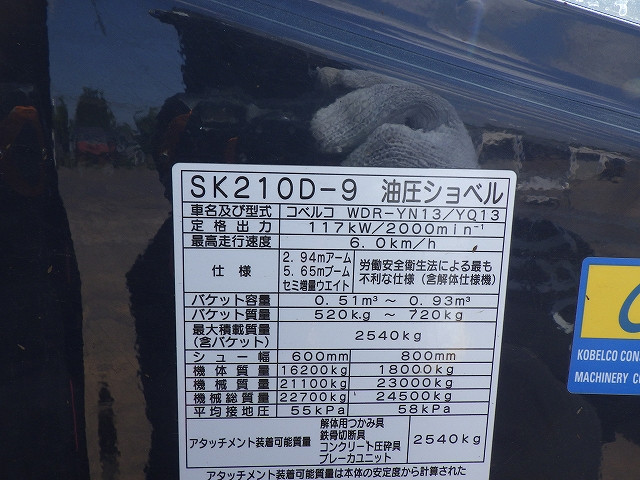 SK210D-9 油圧ショベル
車名及び型式 コベルコ WDR-YN13/YQ13
定格出力 117kW/2000min⁻¹
最高走行速度 6.0km/h
仕様 2.94mアーム 5.65mブーム セミ増量ウエイト 労働安全衛生法による最も不利な仕様(含解体仕様機)
バケット容量 0.51m³ ~ 0.93m³
バケット質量 520kg ~ 720kg
最大積載質量(含バケット) 2540kg
シュー幅 600mm 800mm
機体質量 16200kg 18000kg
機械質量 21100kg 23000kg
機械総質量 22700kg 24500kg
平均接地圧 55kPa 58kPa
アタッチメント装着可能質量 解体用つかみ具 鉄骨切断具 コンクリート圧砕具 ブレーカユニット 2540kg
アタッチメント装着可能質量は本体の安定度から計算された
KOBELCO CON
MACHINERY C